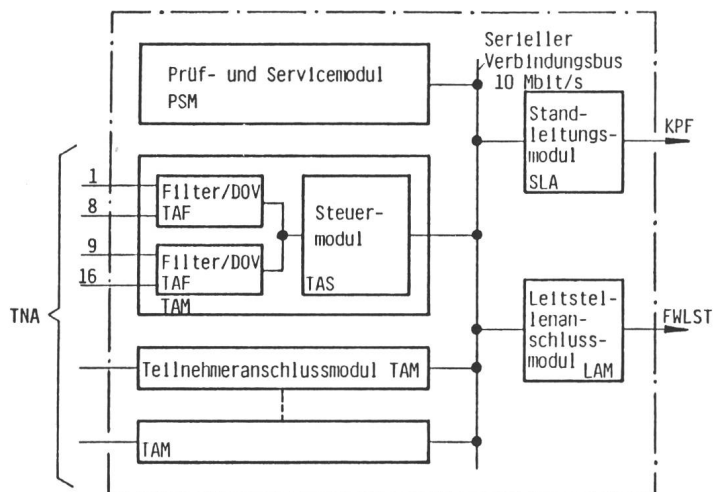 Serieller
Verbindungsbus
10 Mbit/s
Prüf- und Servicemodul
PSM
Stand-
leitungs-
modul
SLA
KPF
1
8
Filter/DOV
TAF
9
16
Filter/DOV
TAF
TAM
Steuer-
modul
TAS
TNA
Leitstel-
lenan-
schluss-
modul
LAM
FWLST
Teilnehmeranschlussmodul TAM
TAM